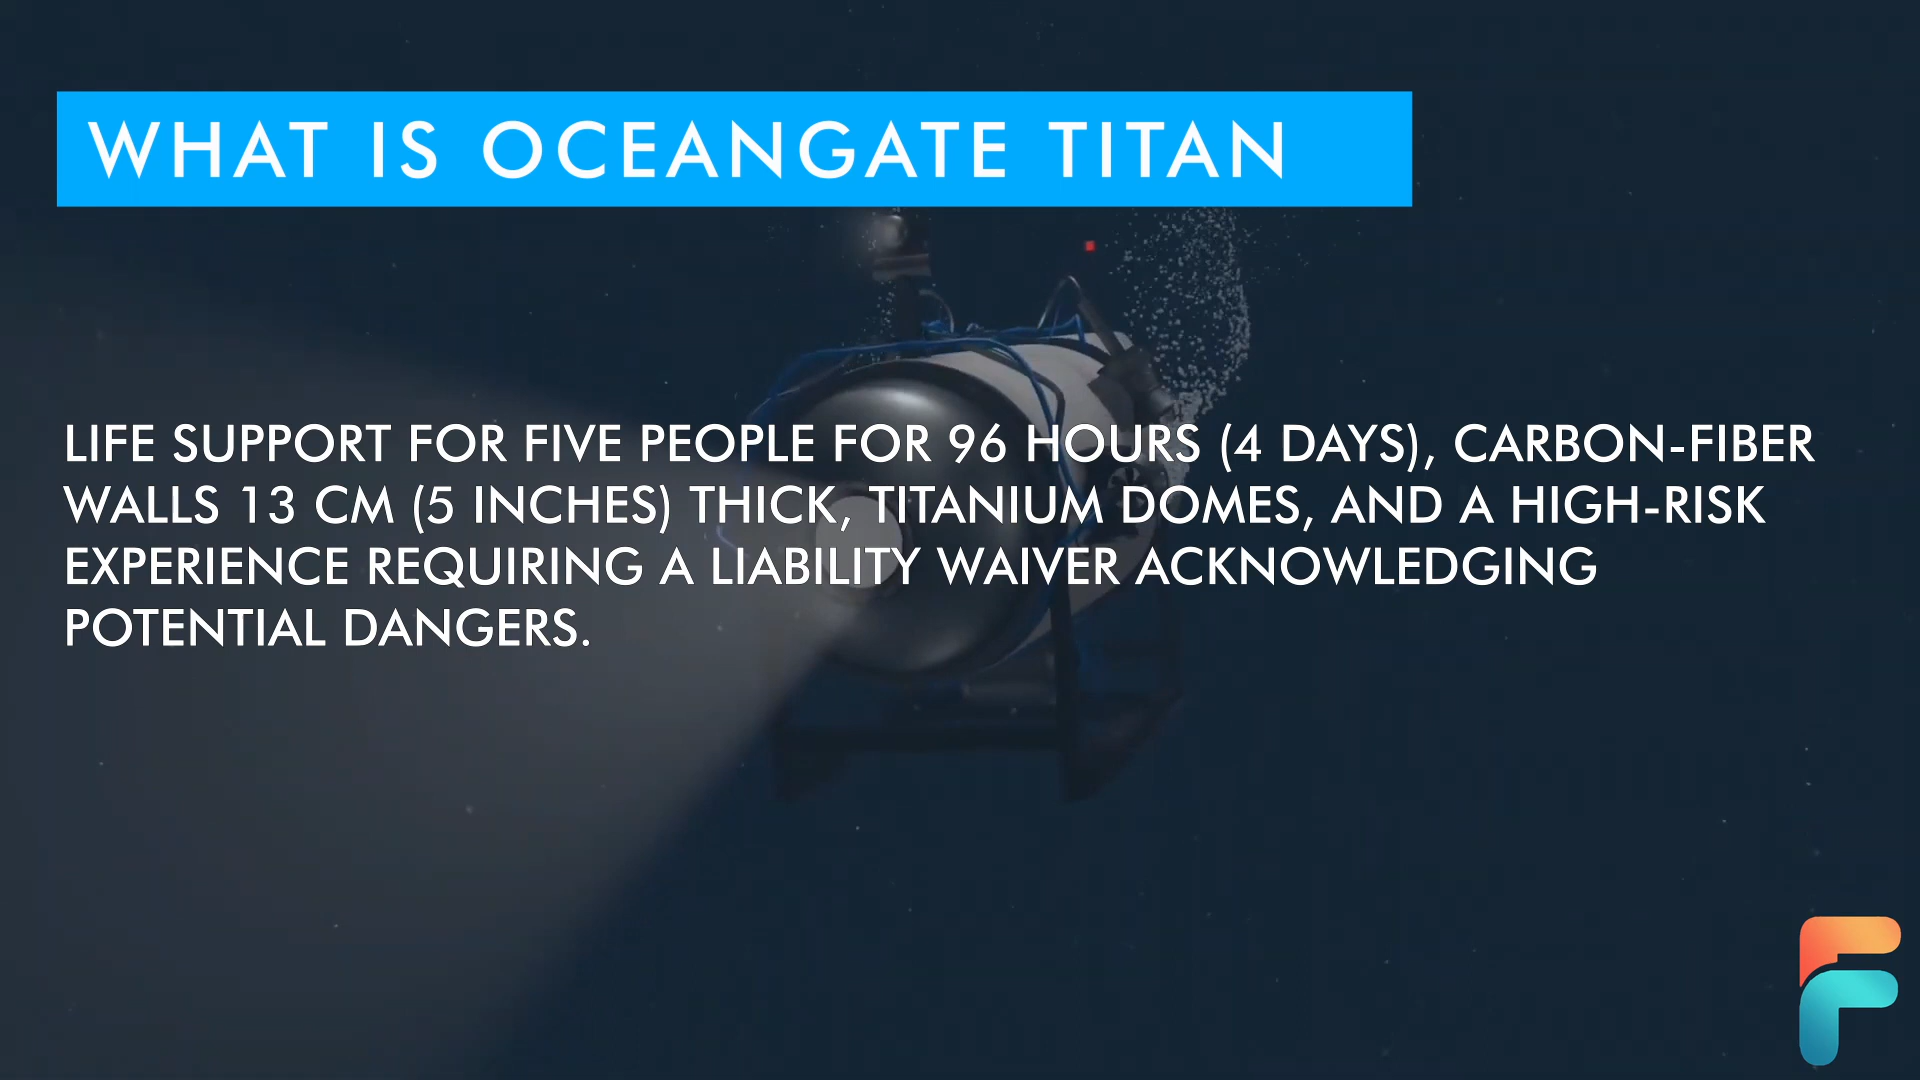 WHAT IS OCEANGATE TITAN
LIFE SUPPORT FOR FIVE PEOPLE FOR 96 HOURS (4 DAYS), CARBON-FIBER
WALLS 13 CM (5 INCHES) THICK, TITANIUM DOMES, AND A HIGH-RISK
EXPERIENCE REQUIRING A LIABILITY WAIVER ACKNOWLEDGING
POTENTIAL DANGERS.